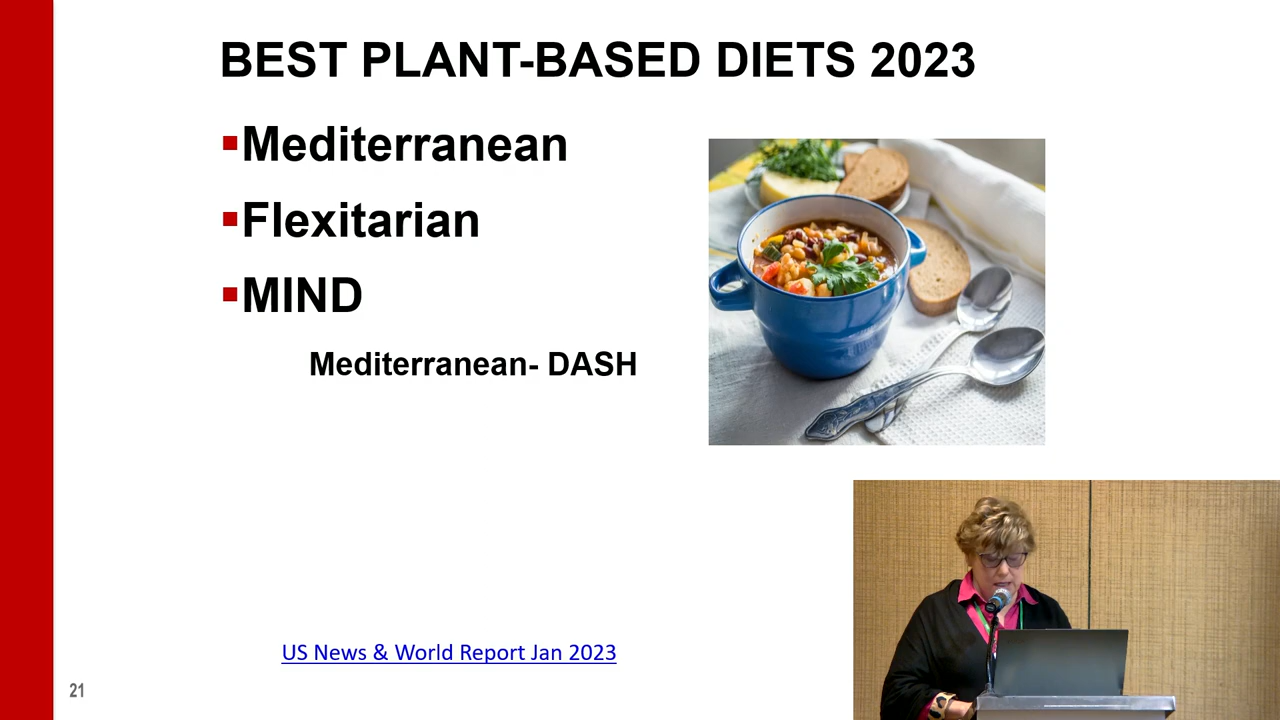 BEST PLANT-BASED DIETS 2023
▪Mediterranean
▪Flexitarian
▪MIND
Mediterranean- DASH
US News & World Report Jan 2023
21